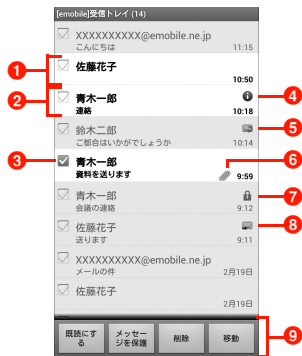 [emobile]受信トレイ (14)
XXXXXXXXXX@emobile.ne.jp
こんにちは 11:15
1
佐藤花子
10:50
2
青木一郎
4
連絡 10:18
鈴木二郎
5
ご都合はいかがでしょうか 10:14
3
青木一郎
6
資料を送ります 9:59
青木一郎
7
会議の連絡 9:12
佐藤花子
8
送ります 9:11
XXXXXXXXXX@emobile.ne.jp
メールの件 2月19日
佐藤花子
2月19日
既読にす
る
メッセー
ジを保護
削除
移動
9